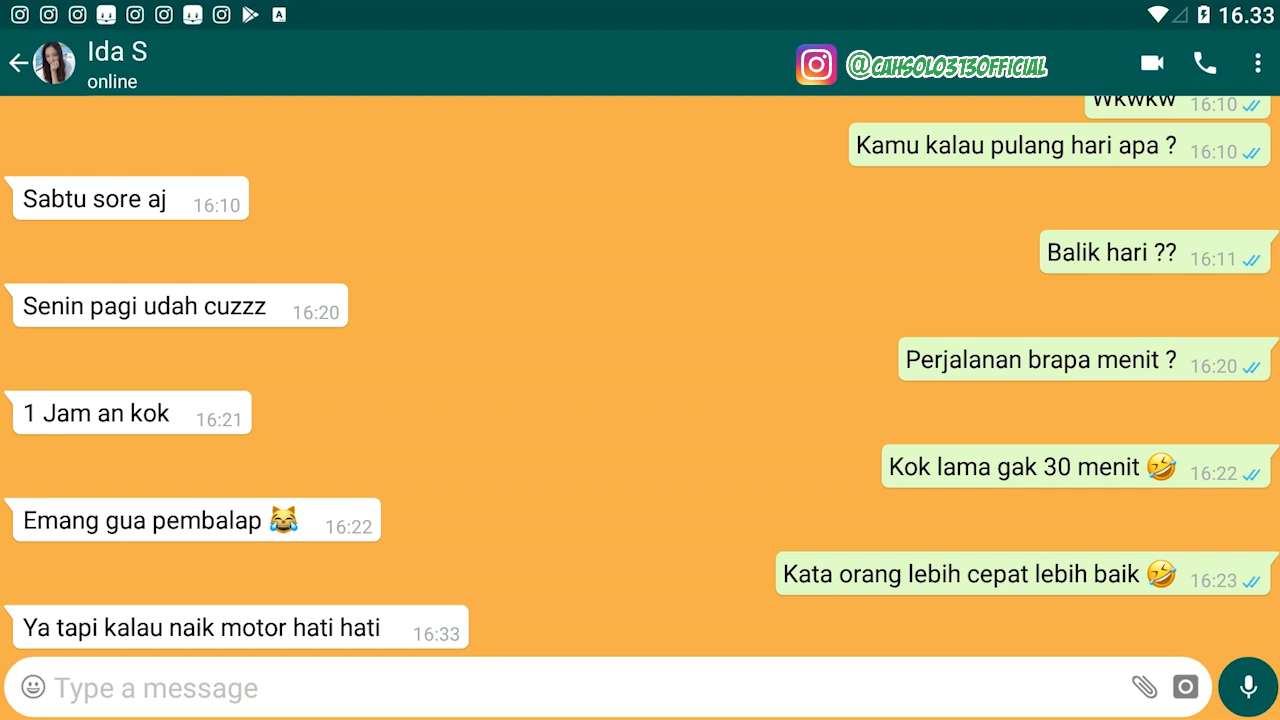 16.33
Ida S
online
@CAHSOLO313OFFICIAL
Wkwkw 16:10
Kamu kalau pulang hari apa ? 16:10
Sabtu sore aj 16:10
Balik hari ?? 16:11
Senin pagi udah cuzzz 16:20
Perjalanan brapa menit ? 16:20
1 Jam an kok 16:21
Kok lama gak 30 menit 🤣 16:22
Emang gua pembalap 😹 16:22
Kata orang lebih cepat lebih baik 🤣 16:23
Ya tapi kalau naik motor hati hati 16:33
Type a message